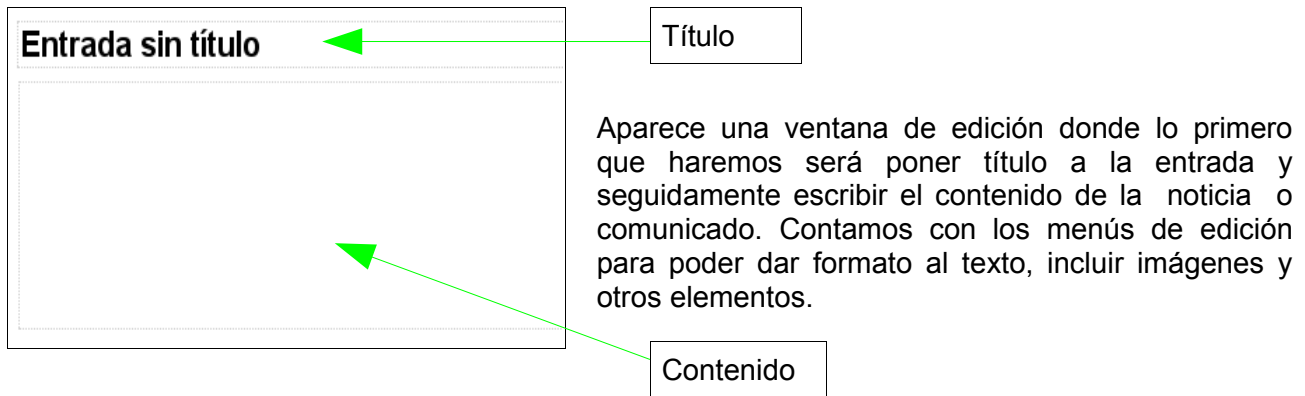 Entrada sin título
Título
Aparece una ventana de edición donde lo primero
que haremos será poner título a la entrada y
seguidamente escribir el contenido de la noticia o
comunicado. Contamos con los menús de edición
para poder dar formato al texto, incluir imágenes y
otros elementos.
Contenido